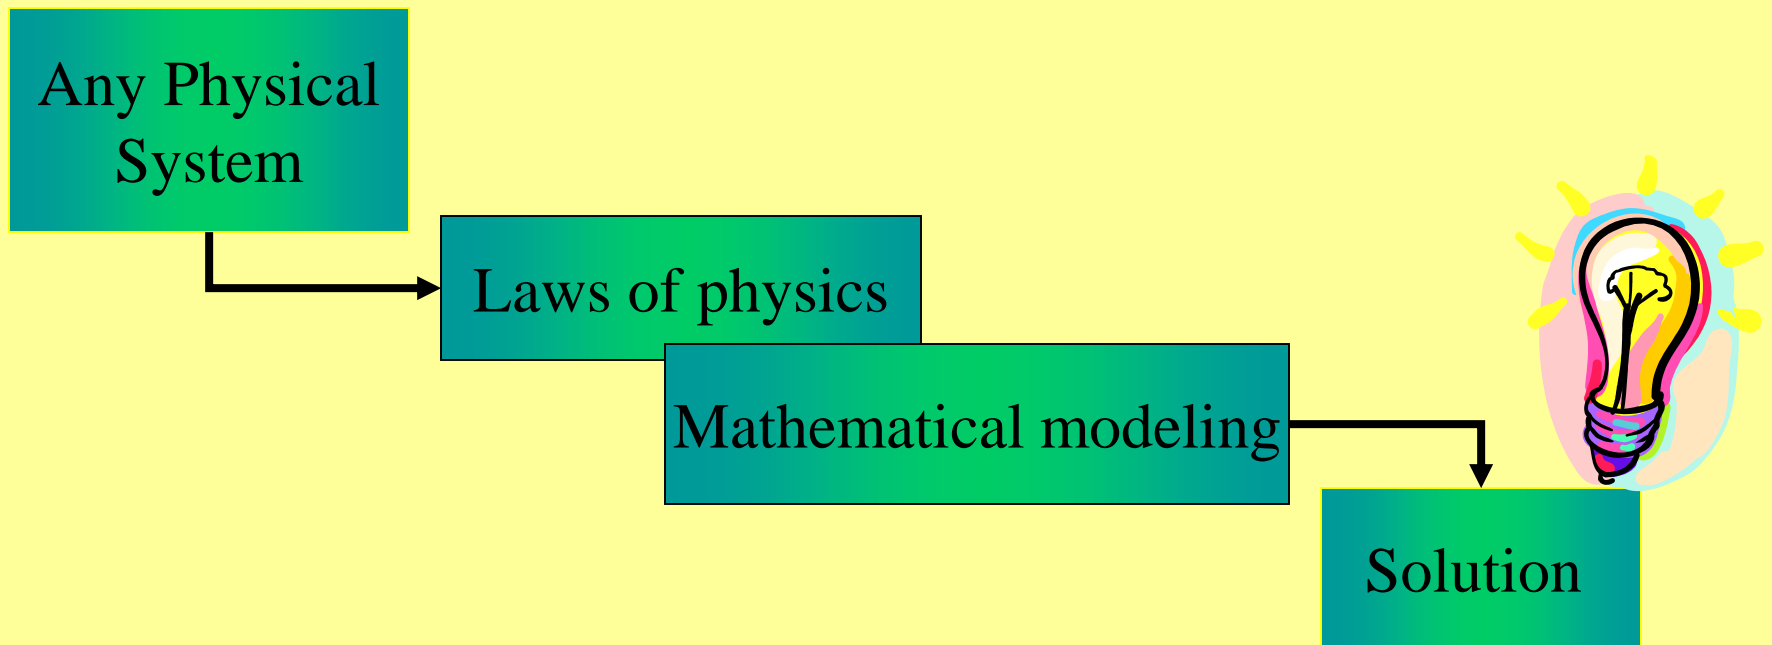 Any Physical
System
Laws of physics
Mathematical modeling
Solution